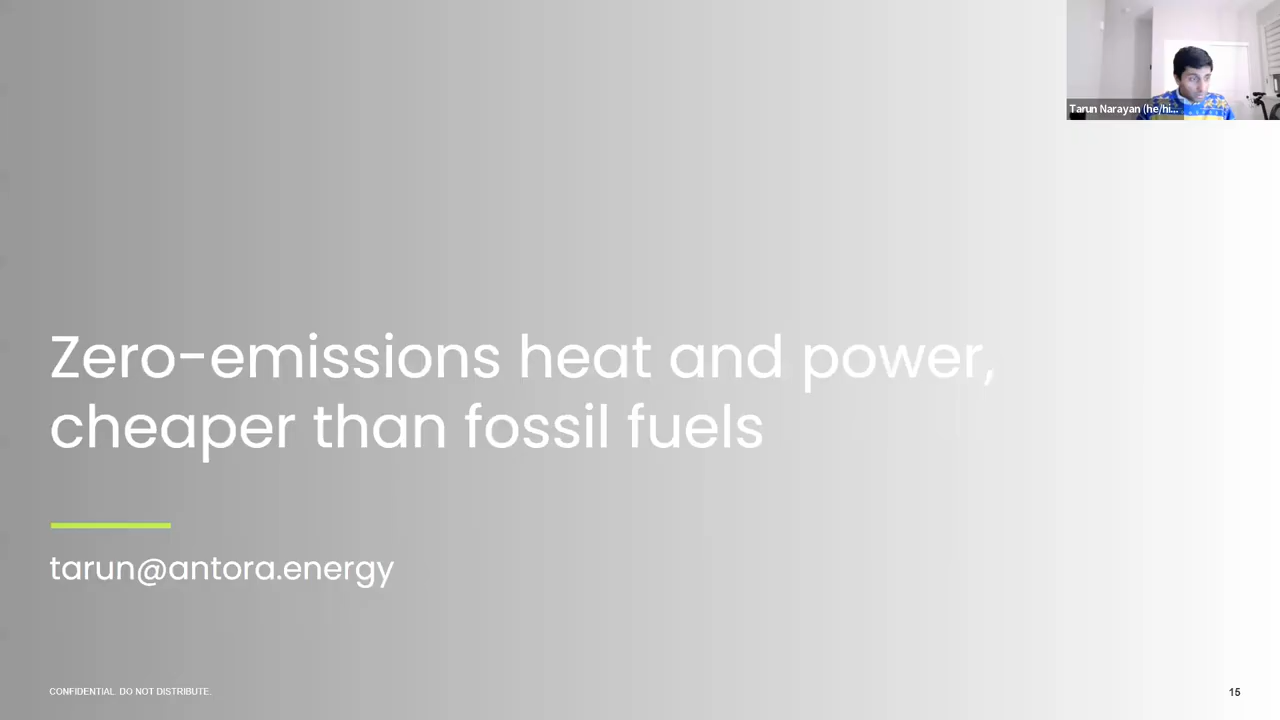 Tarun Narayan (he/hi...
Zero-emissions heat and power,
cheaper than fossil fuels
tarun@antora.energy
CONFIDENTIAL. DO NOT DISTRIBUTE.
15